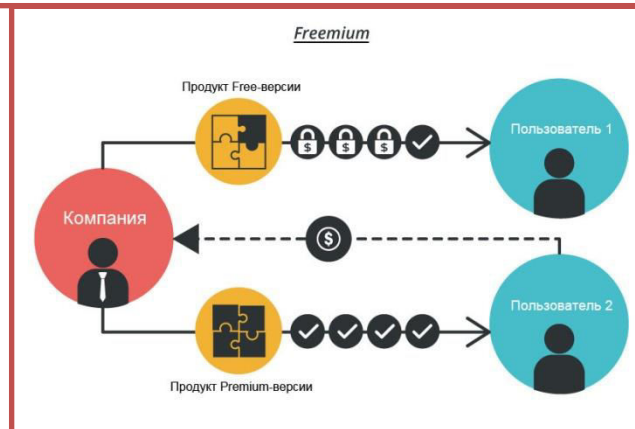 Freemium
Продукт Free-версии
Пользователь 1
$ $ $
Компания
$
Пользователь 2
Продукт Premium-версии